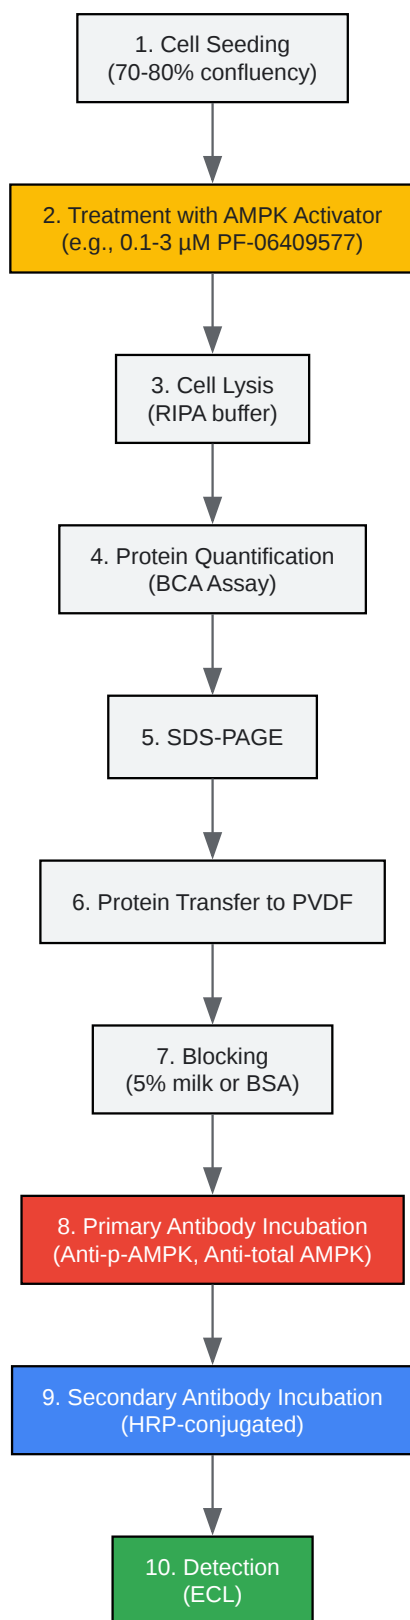 1. Cell Seeding
(70-80% confluency)
2. Treatment with AMPK Activator
(e.g., 0.1-3 µM PF-06409577)
3. Cell Lysis
(RIPA buffer)
4. Protein Quantification
(BCA Assay)
5. SDS-PAGE
6. Protein Transfer to PVDF
7. Blocking
(5% milk or BSA)
8. Primary Antibody Incubation
(Anti-p-AMPK, Anti-total AMPK)
9. Secondary Antibody Incubation
(HRP-conjugated)
10. Detection
(ECL)